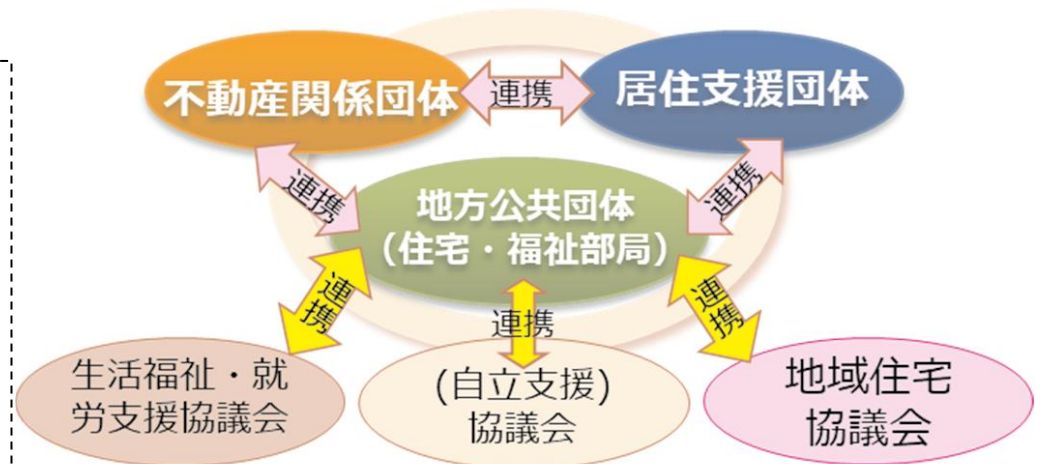 不動産関係団体
連携
居住支援団体
連携
連携
地方公共団体
(住宅・福祉部局)
連携
連携
連携
生活福祉・就
労支援協議会
(自立支援)
協議会
地域住宅
協議会